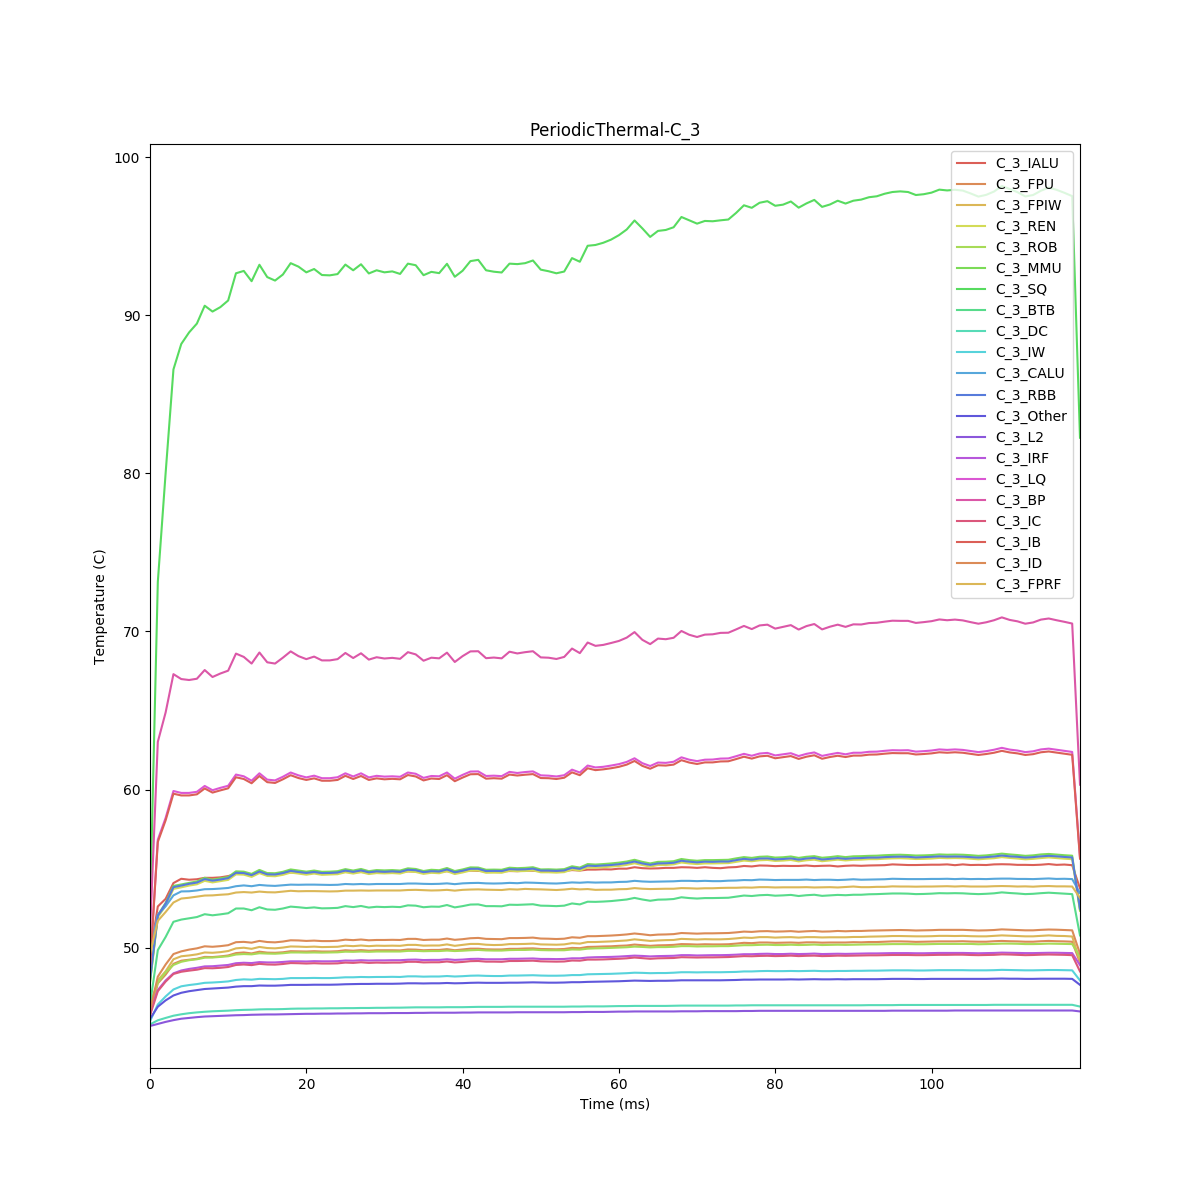 PeriodicThermal-C_3
100
90
80
70
60
50
Temperature (C)
0 20 40 60 80 100
Time (ms)
C_3_IALU
C_3_FPU
C_3_FPIW
C_3_REN
C_3_ROB
C_3_MMU
C_3_SQ
C_3_BTB
C_3_DC
C_3_IW
C_3_CALU
C_3_RBB
C_3_Other
C_3_L2
C_3_IRF
C_3_LQ
C_3_BP
C_3_IC
C_3_IB
C_3_ID
C_3_FPRF